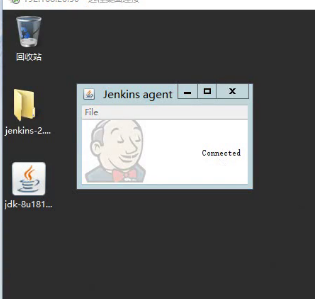 回收站
Jenkins agent
File
jenkins-2....
Connected
jdk-8u181...